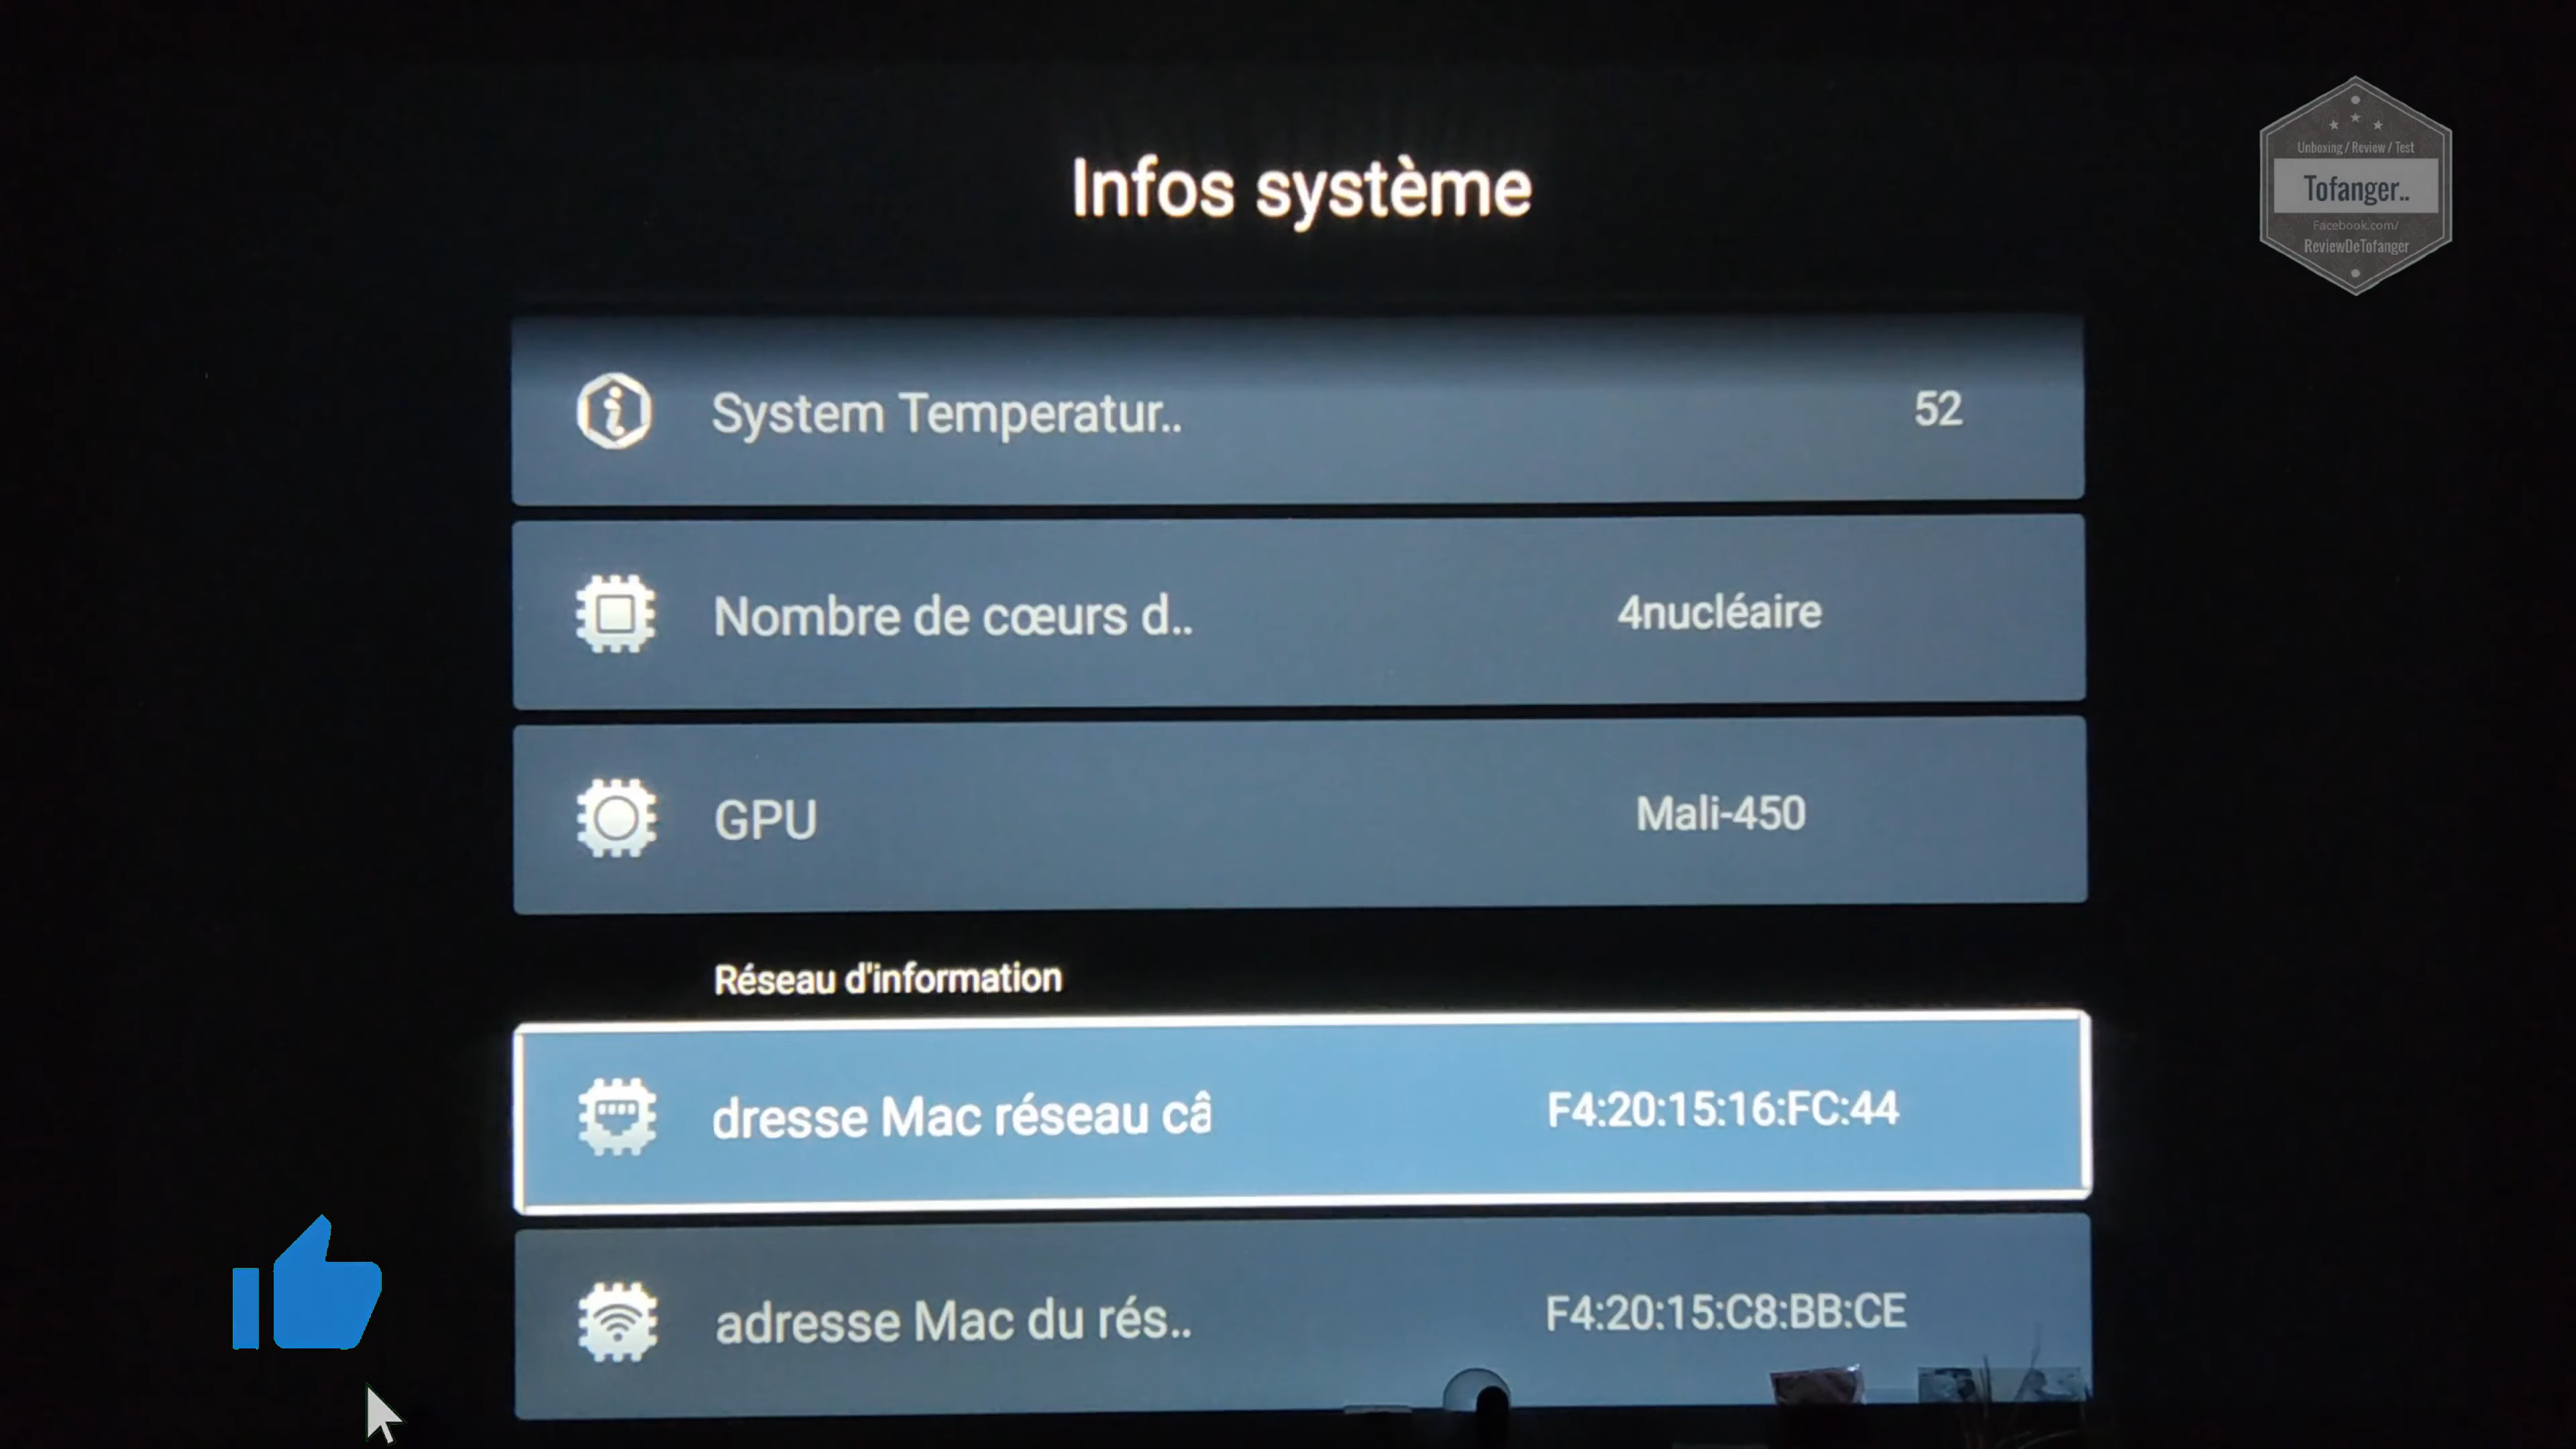 Infos système
Unbozing / Review / Test
Tofanger..
Facebook.com/
ReviewDeTofanger
System Temperatur.. 52
Nombre de cœurs d.. 4nucléaire
GPU Mali-450
Réseau d'information
dresse Mac réseau câ F4:20:15:16:FC:44
adresse Mac du rés.. F4:20:15:C8:BB:CE